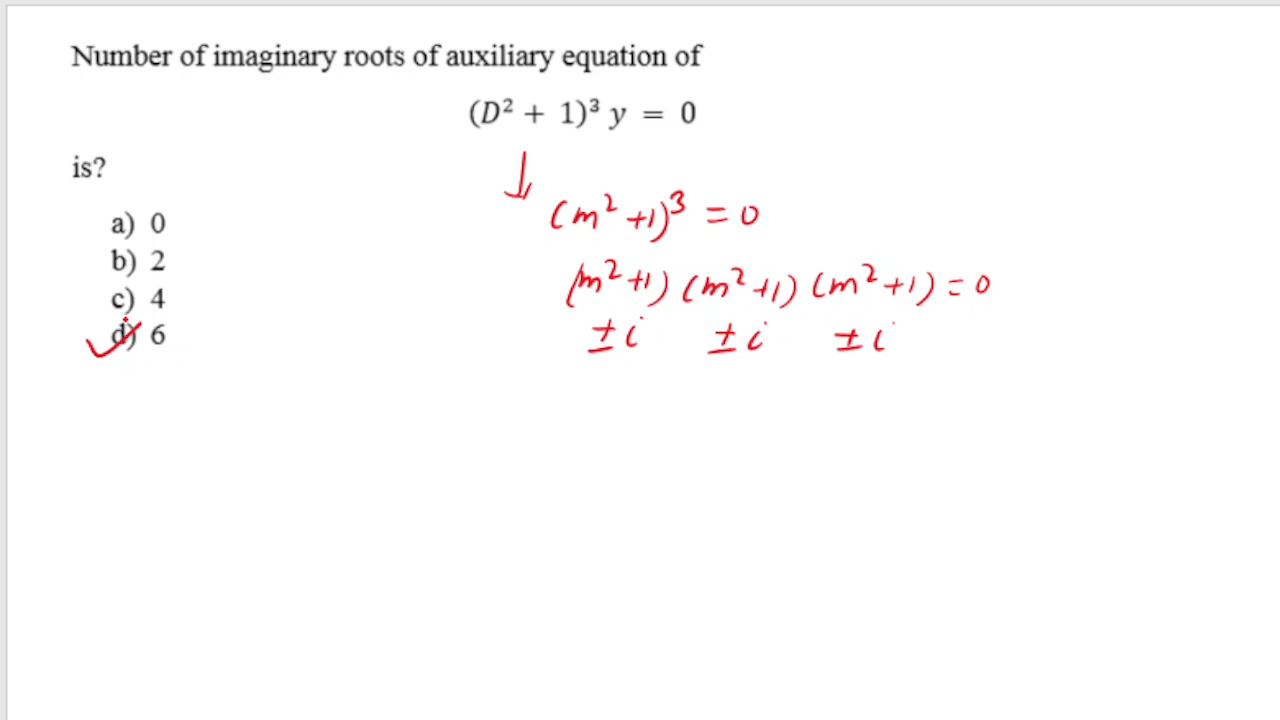 Number of imaginary roots of auxiliary equation of
(D² + 1)³ y = 0
is?
(m² +1)³ = 0
a) 0
b) 2
c) 4
d) 6
(m² +1) (m² +1) (m² +1) = 0
±i ±i ±i